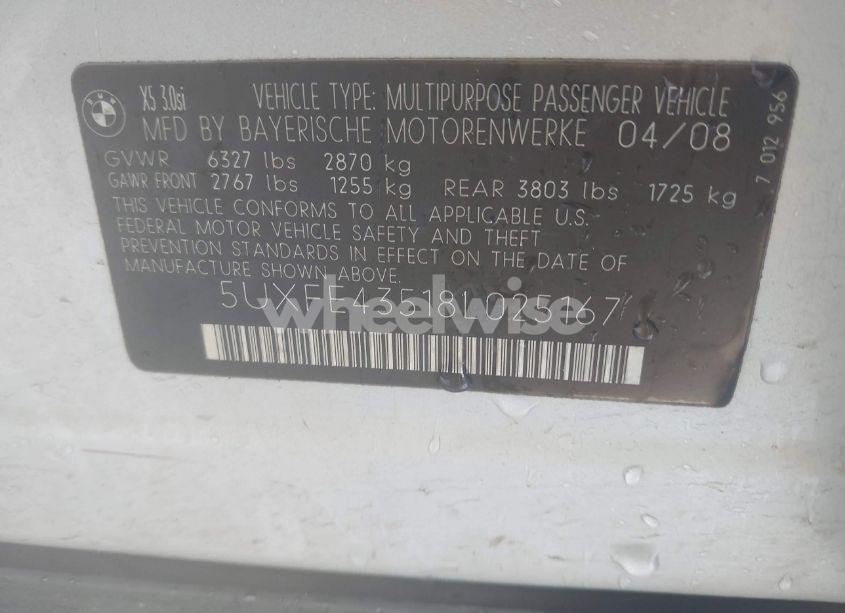 BMW
X5 3.0si
VEHICLE TYPE: MULTIPURPOSE PASSENGER VEHICLE
MFD BY BAYERISCHE MOTORENWERKE 04/08
GVWR 6327 lbs 2870 kg
GAWR FRONT 2767 lbs 1255 kg REAR 3803 lbs 1725 kg
THIS VEHICLE CONFORMS TO ALL APPLICABLE U.S.
FEDERAL MOTOR VEHICLE SAFETY AND THEFT
PREVENTION STANDARDS IN EFFECT ON THE DATE OF
MANUFACTURE SHOWN ABOVE.
5UXFE43518L025167
7 012 956
wheelwise